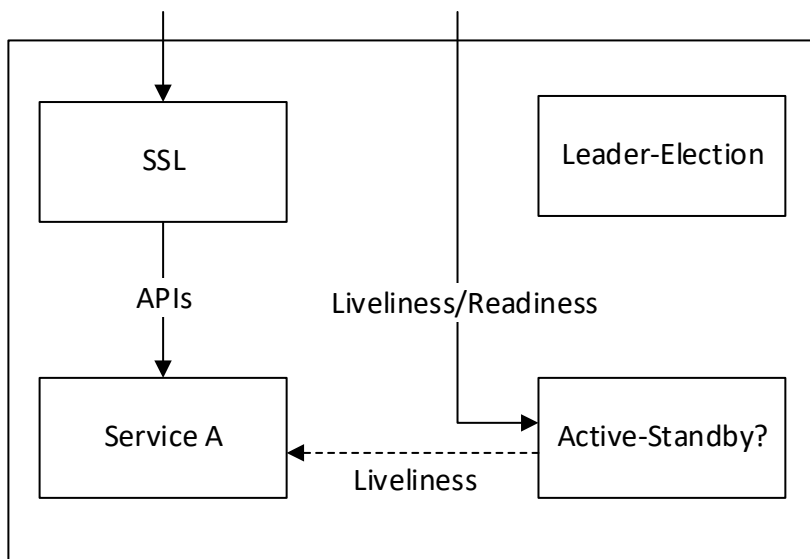 SSL
Leader-Election
APIs
Liveliness/Readiness
Service A
Active-Standby?
Liveliness